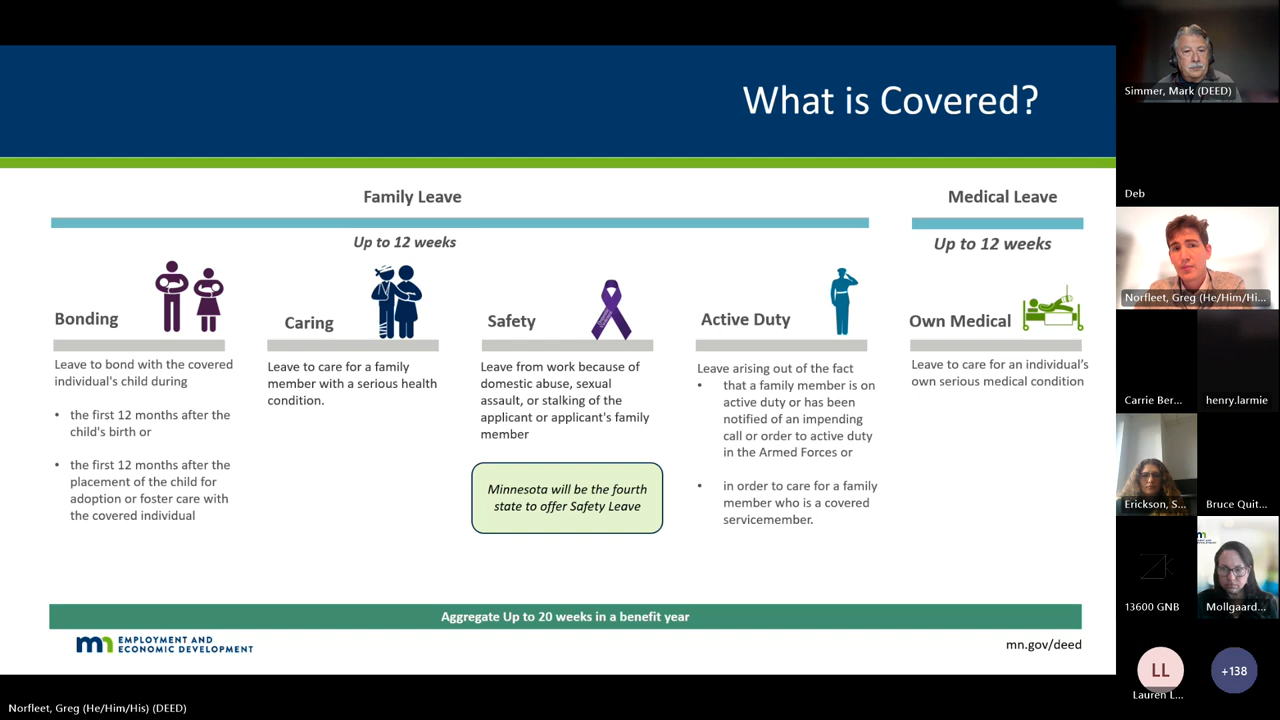 What is Covered?
Family Leave
Up to 12 weeks
Medical Leave
Up to 12 weeks
Bonding
Leave to bond with the covered
individual's child during
• the first 12 months after the
child's birth or
• the first 12 months after the
placement of the child for
adoption or foster care with
the covered individual
Caring
Leave to care for a family
member with a serious health
condition.
Safety
Leave from work because of
domestic abuse, sexual
assault, or stalking of the
applicant or applicant's family
member
Minnesota will be the fourth
state to offer Safety Leave
Active Duty
Leave arising out of the fact
• that a family member is on
active duty or has been
notified of an impending
call or order to active duty
in the Armed Forces or
• in order to care for a family
member who is a covered
servicemember.
Own Medical
Leave to care for an individual's
own serious medical condition
Aggregate Up to 20 weeks in a benefit year
mn EMPLOYMENT AND
ECONOMIC DEVELOPMENT
mn.gov/deed
Simmer, Mark (DEED)
Deb
Norfleet, Greg (He/Him/Hi...
Carrie Ber...
henry.larmie
Erickson, S...
Bruce Quit...
13600 GNB
Mollgaard...
LL
Lauren L...
+138
Norfleet, Greg (He/Him/His) (DEED)